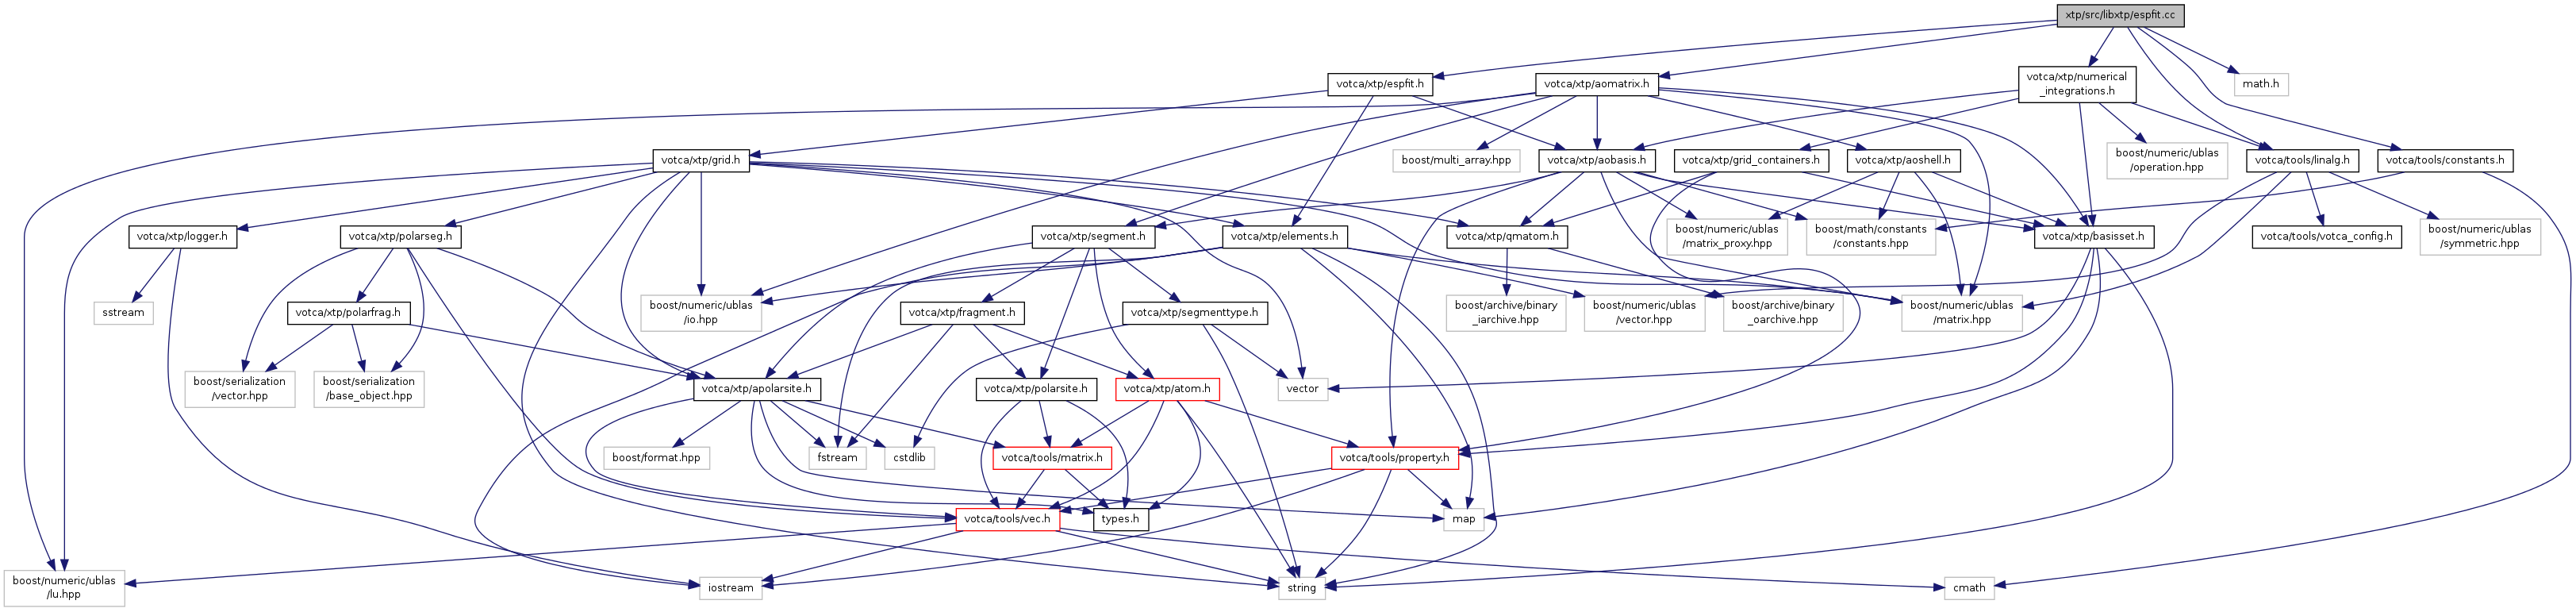 xtp/src/libxtp/espfit.cc
votca/xtp/espfit.h
votca/xtp/aomatrix.h
votca/xtp/numerical
_integrations.h
math.h
votca/xtp/grid.h
boost/multi_array.hpp
votca/xtp/aobasis.h
votca/xtp/grid_containers.h
votca/xtp/aoshell.h
boost/numeric/ublas
/operation.hpp
votca/tools/linalg.h
votca/tools/constants.h
votca/xtp/logger.h
votca/xtp/polarseg.h
votca/xtp/segment.h
votca/xtp/elements.h
votca/xtp/qmatom.h
boost/numeric/ublas
/matrix_proxy.hpp
boost/math/constants
/constants.hpp
votca/xtp/basisset.h
votca/tools/votca_config.h
boost/numeric/ublas
/symmetric.hpp
sstream
votca/xtp/polarfrag.h
boost/numeric/ublas
/io.hpp
votca/xtp/fragment.h
votca/xtp/segmenttype.h
boost/archive/binary
_iarchive.hpp
boost/numeric/ublas
/vector.hpp
boost/archive/binary
_oarchive.hpp
boost/numeric/ublas
/matrix.hpp
boost/serialization
/vector.hpp
boost/serialization
/base_object.hpp
votca/xtp/apolarsite.h
votca/xtp/polarsite.h
votca/xtp/atom.h
vector
boost/format.hpp
fstream
cstdlib
votca/tools/matrix.h
votca/tools/property.h
votca/tools/vec.h
types.h
map
boost/numeric/ublas
/lu.hpp
iostream
string
cmath